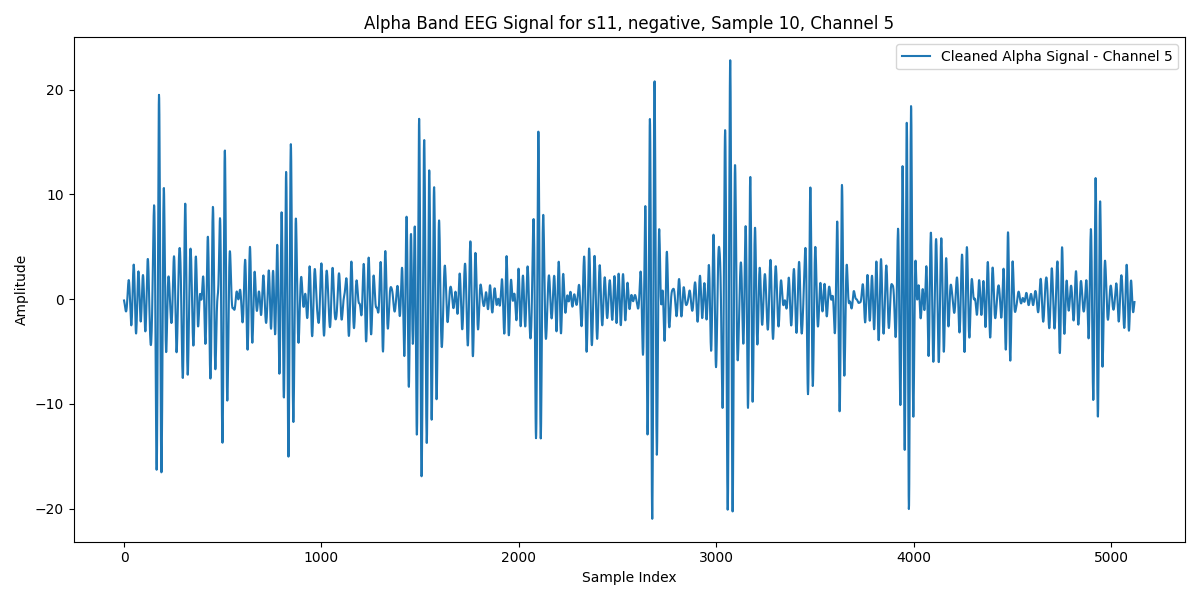 Alpha Band EEG Signal for s11, negative, Sample 10, Channel 5
Cleaned Alpha Signal - Channel 5
20
10
0
−10
−20
Amplitude
0 1000 2000 3000 4000 5000
Sample Index